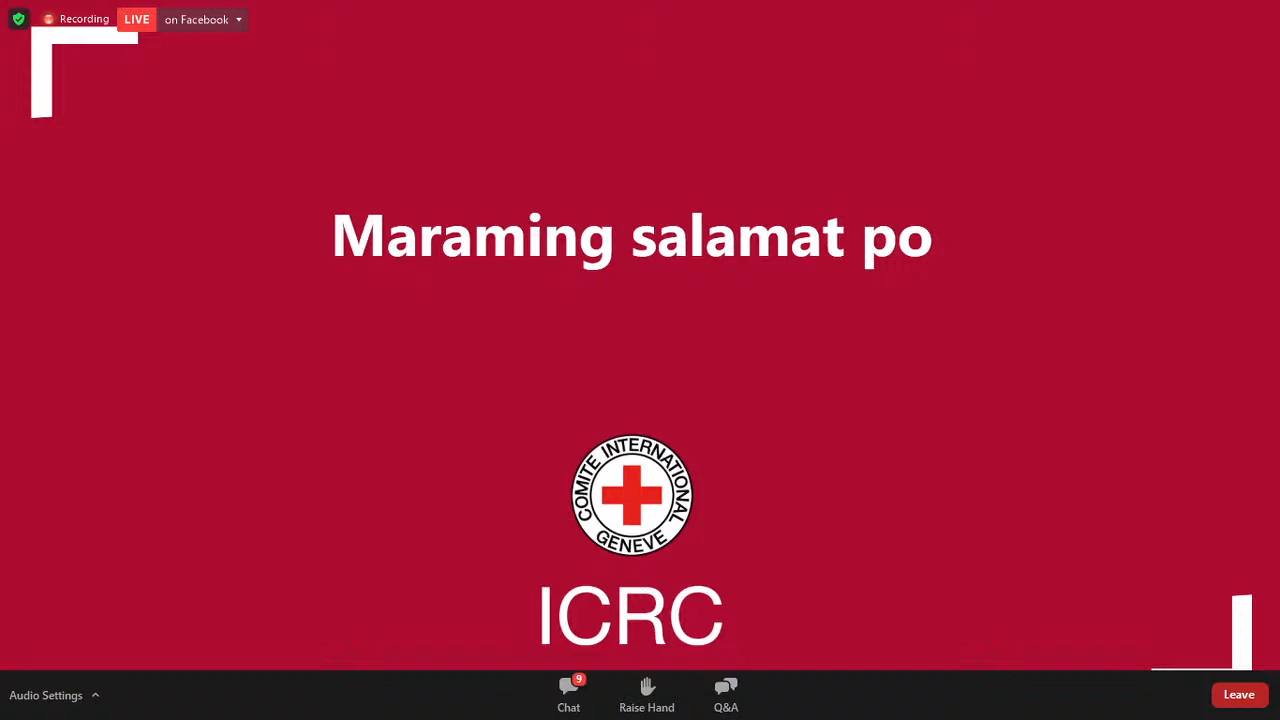 Recording LIVE on Facebook
Maraming salamat po
COMITE INTERNATIONAL
GENEVE
ICRC
Audio Settings
9
Chat
Raise Hand
Q&A
Leave